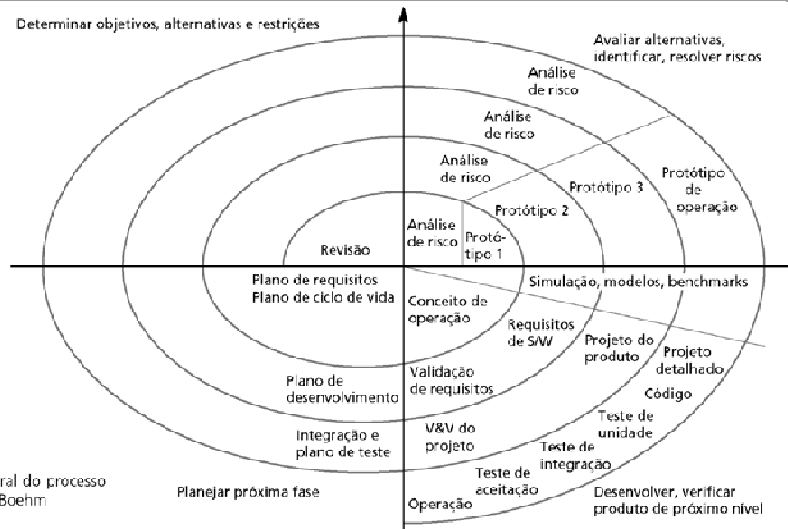 Determinar objetivos, alternativas e restrições
Avaliar alternativas,
identificar, resolver riscos
Análise
de risco
Análise
de risco
Análise
de risco
Protótipo
de
operação
Protótipo 3
Protótipo 2
Análise
de risco
Protó-
tipo 1
Revisão
Plano de requisitos
Plano de ciclo de vida
Simulação, modelos, benchmarks
Conceito de
operação
Requisitos
de S/W
Projeto do
produto
Projeto
detalhado
Plano de
desenvolvimento
Validação
de requisitos
Código
Integração e
plano de teste
V&V do
projeto
Teste de
unidade
Teste de
integração
Teste de
aceitação
Operação
ral do processo
Boehm
Planejar próxima fase
Desenvolver, verificar
produto de próximo nível